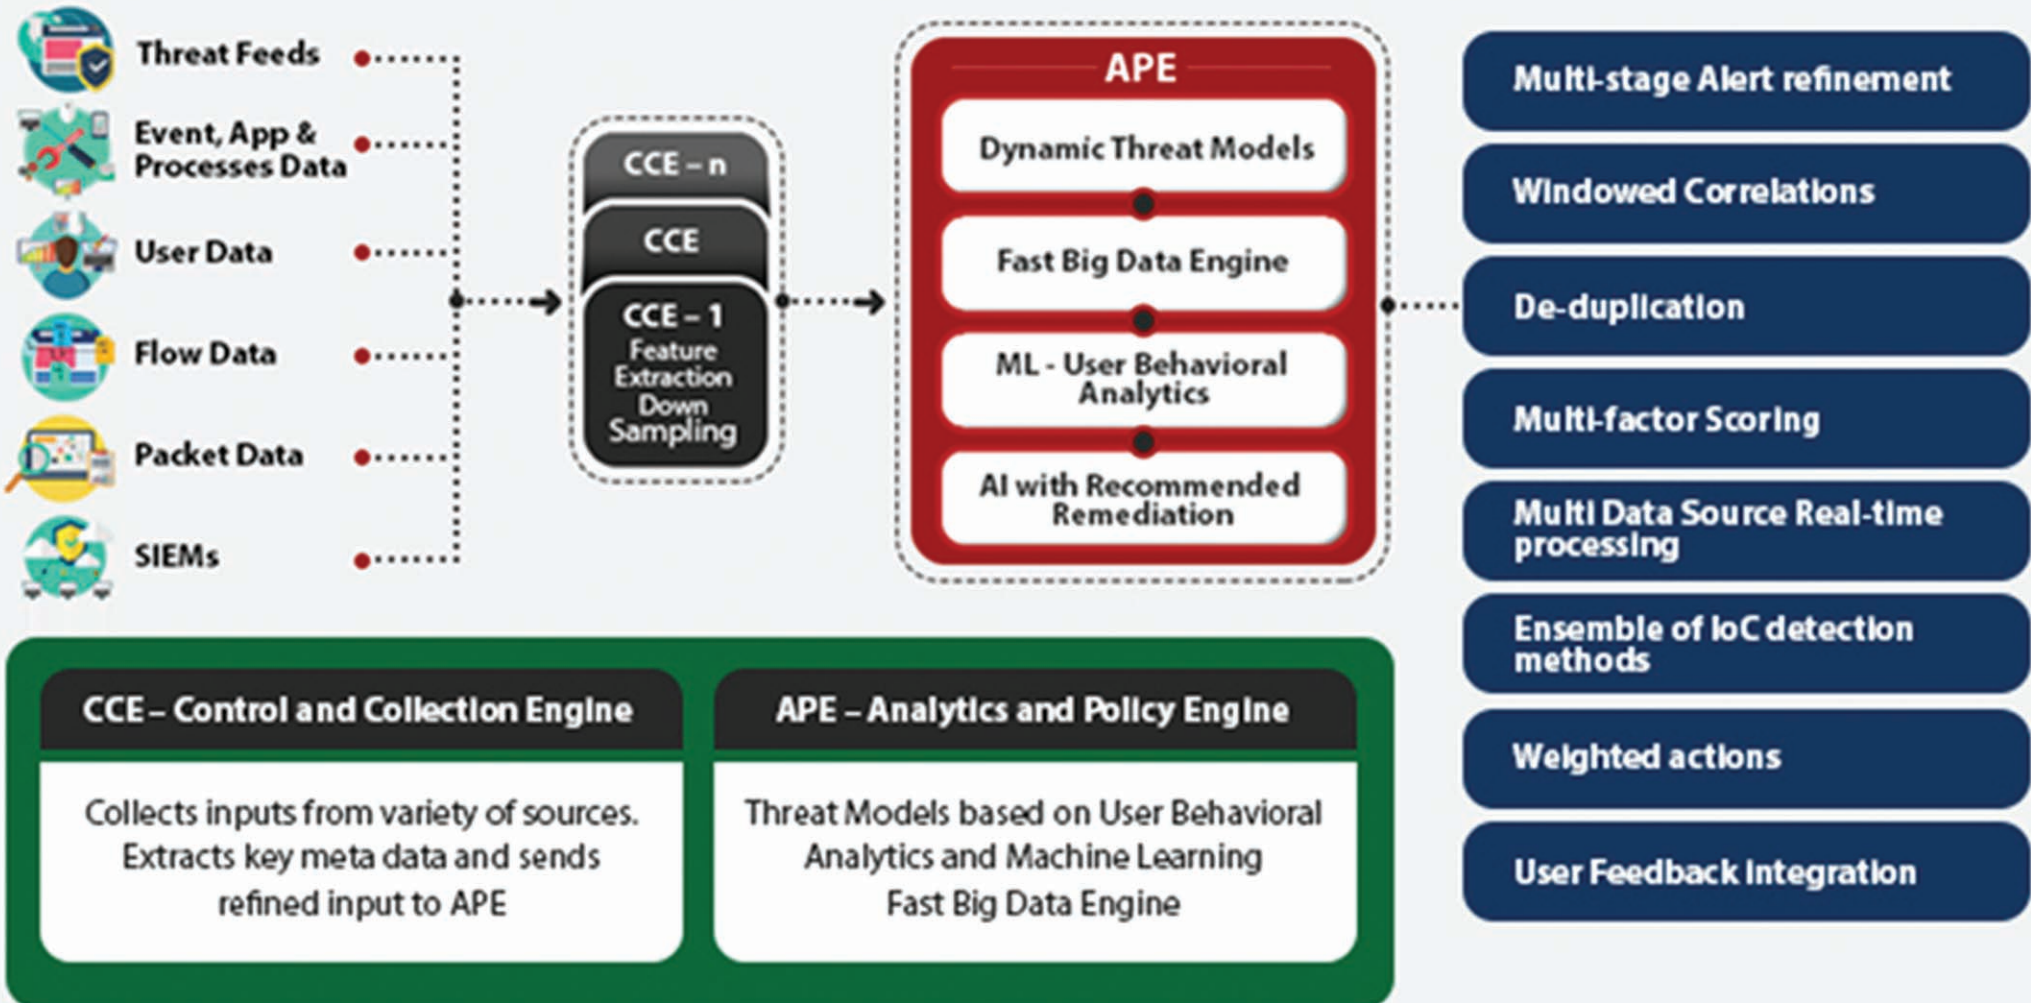 Threat Feeds
Event, App &
Processes Data
User Data
Flow Data
Packet Data
SIEMs
CCE – n
CCE
CCE – 1
Feature
Extraction
Down
Sampling
APE
Dynamic Threat Models
Fast Big Data Engine
ML - User Behavioral
Analytics
AI with Recommended
Remediation
Multi-stage Alert refinement
Windowed Correlations
De-duplication
Multi-factor Scoring
Multi Data Source Real-time
processing
Ensemble of IoC detection
methods
Weighted actions
User Feedback Integration
CCE – Control and Collection Engine
Collects inputs from variety of sources.
Extracts key meta data and sends
refined input to APE
APE – Analytics and Policy Engine
Threat Models based on User Behavioral
Analytics and Machine Learning
Fast Big Data Engine